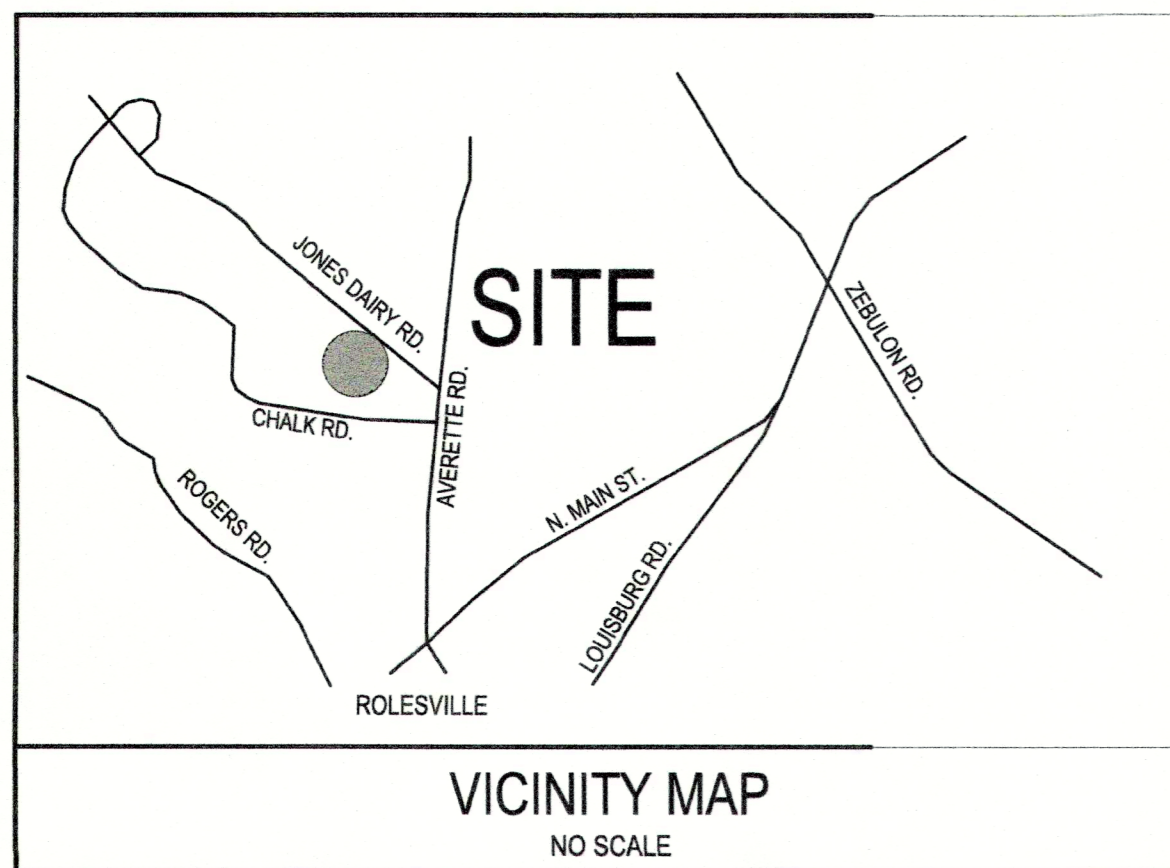 JONES DAIRY RD.
SITE
ZEBULON RD.
CHALK RD.
AVERETTE RD.
ROGERS RD.
N. MAIN ST.
LOUISBURG RD.
ROLESVILLE
VICINITY MAP
NO SCALE